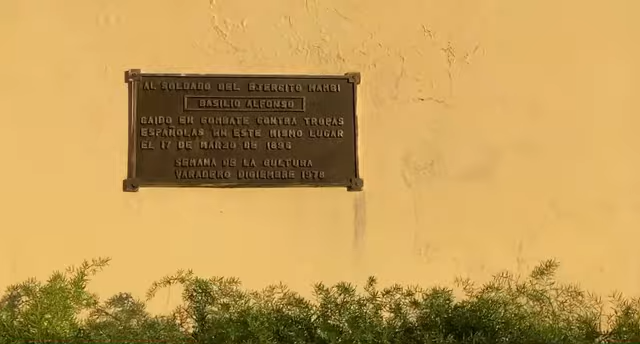 AL SOLDADO DEL EJERCITO MAMBI
BASILIO ALFONSO
CAIDO EN COMBATE CONTRA TROPAS
ESPAÑOLAS EN ESTE MISMO LUGAR
EL 17 DE MARZO DE 1896
SEMANA DE LA CULTURA
VARADERO DICIEMBRE 1978